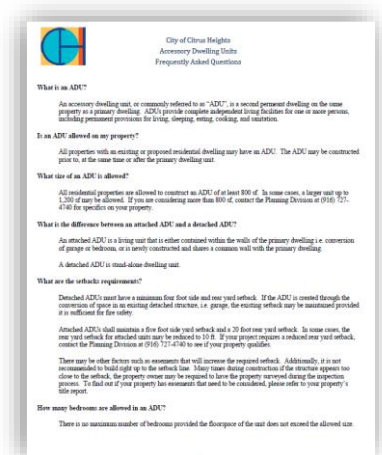 City of Citrus Heights
Accessory Dwelling Units
Frequently Asked Questions
What is an ADU?
An accessory dwelling unit, or commonly referred to as "ADU", is a second permeant dwelling on the same
property as a primary dwelling. ADU's provide complete independent living facilities for one or more persons,
including permanent provisions for living, sleeping, eating, cooking, and sanitation.
Is an ADU allowed on my property?
All properties with an existing or proposed residential dwelling may have an ADU. The ADU may be constructed
prior to, at the same time or after the primary dwelling unit.
What size of an ADU is allowed?
All residential properties are allowed to construct an ADU of at least 800 sf. In some cases, a larger unit up to
1,200 sf may be allowed. If you are considering more than 800 sf, contact the Planning Division at (916) 727-
4740 for specifics on your property.
What is the difference between an attached ADU and a detached ADU?
An attached ADU is a living unit that is either contained within the walls of the primary dwelling i.e. conversion
of garage or bedroom, or is newly constructed and shares a common wall with the primary dwelling.
A detached ADU is stand-alone dwelling unit.
What are the setbacks requirements?
Detached ADUs must have a minimum four foot side and rear yard setback. If the ADU is created through the
conversion of space in an existing detached structure, i.e. garage, the existing setback may be maintained provided
it is sufficient for fire safety.
Attached ADUs shall maintain a five foot side yard setback and a 20 foot rear yard setback. In some cases, the
rear yard setback for attached units may be reduced to 10 ft. If your project requires a reduced rear yard setback,
contact the Planning Division at (916) 727-4740 to see if your property qualifies.
There may be other factors such as easements that will increase the required setback. Additionally, it is not
recommended to build right up to the setback line. Many times during construction if the structure appears too
close to the setback, the property owner may be required to have the property surveyed during the inspection
process. To find out if your property has easements that need to be considered, please refer to your property's
title report.
How many bedrooms are allowed in an ADU?
There is no maximum number of bedrooms provided the floorspace of the unit does not exceed the allowed size.